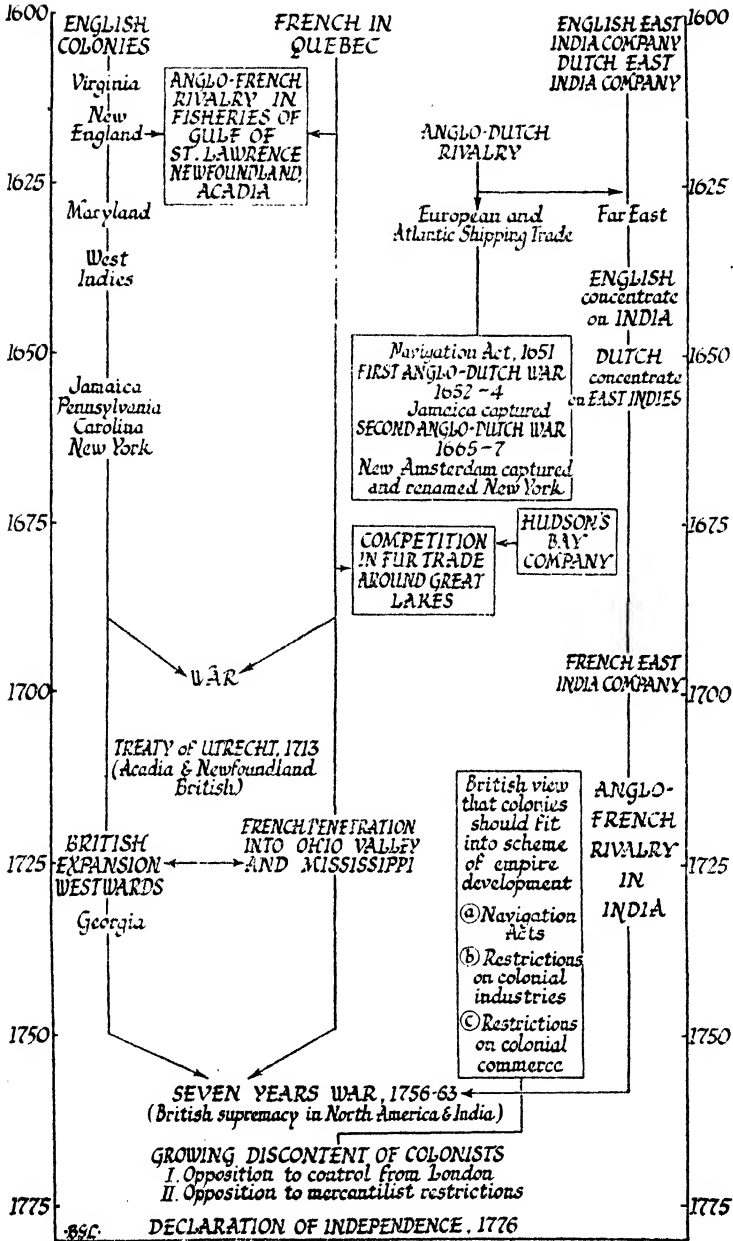 1600
ENGLISH
COLONIES
Virginia
New
England
ANGLO-FRENCH
RIVALRY IN
FISHERIES OF
GULF OF
ST. LAWRENCE
NEWFOUNDLAND,
ACADIA
FRENCH IN
QUEBEC
ENGLISH EAST
INDIA COMPANY
DUTCH EAST
INDIA COMPANY
1600
ANGLO-DUTCH
RIVALRY
1625
1625
Maryland
West
Indies
European and
Atlantic Shipping Trade
Far East
ENGLISH
concentrate
on INDIA
1650
1650
Navigation Act, 1651
FIRST ANGLO-DUTCH WAR
1652-4
Jamaica captured
SECOND ANGLO-DUTCH WAR
1665-7
New Amsterdam captured
and renamed New York
DUTCH
concentrate
on EAST INDIES
Jamaica
Pennsylvania
Carolina
New York
1675
1675
COMPETITION
IN FUR TRADE
AROUND GREAT
LAKES
HUDSON'S
BAY
COMPANY
WAR
FRENCH EAST
INDIA COMPANY
1700
1700
TREATY of UTRECHT, 1713
(Acadia & Newfoundland
British)
BRITISH
EXPANSION
WESTWARDS
Georgia
FRENCH PENETRATION
INTO OHIO VALLEY
AND MISSISSIPPI
1725
1725
British view
that colonies
should fit
into scheme
of empire
development
(a) Navigation
Acts
(b) Restrictions
on colonial
industries
(c) Restrictions
on colonial
commerce
ANGLO-
FRENCH
RIVALRY
IN
INDIA
1750
1750
SEVEN YEARS WAR, 1756-63
(British supremacy in North America & India)
GROWING DISCONTENT OF COLONISTS
I. Opposition to control from London
II. Opposition to mercantilist restrictions
1775
1775
·BSC·
DECLARATION OF INDEPENDENCE, 1776